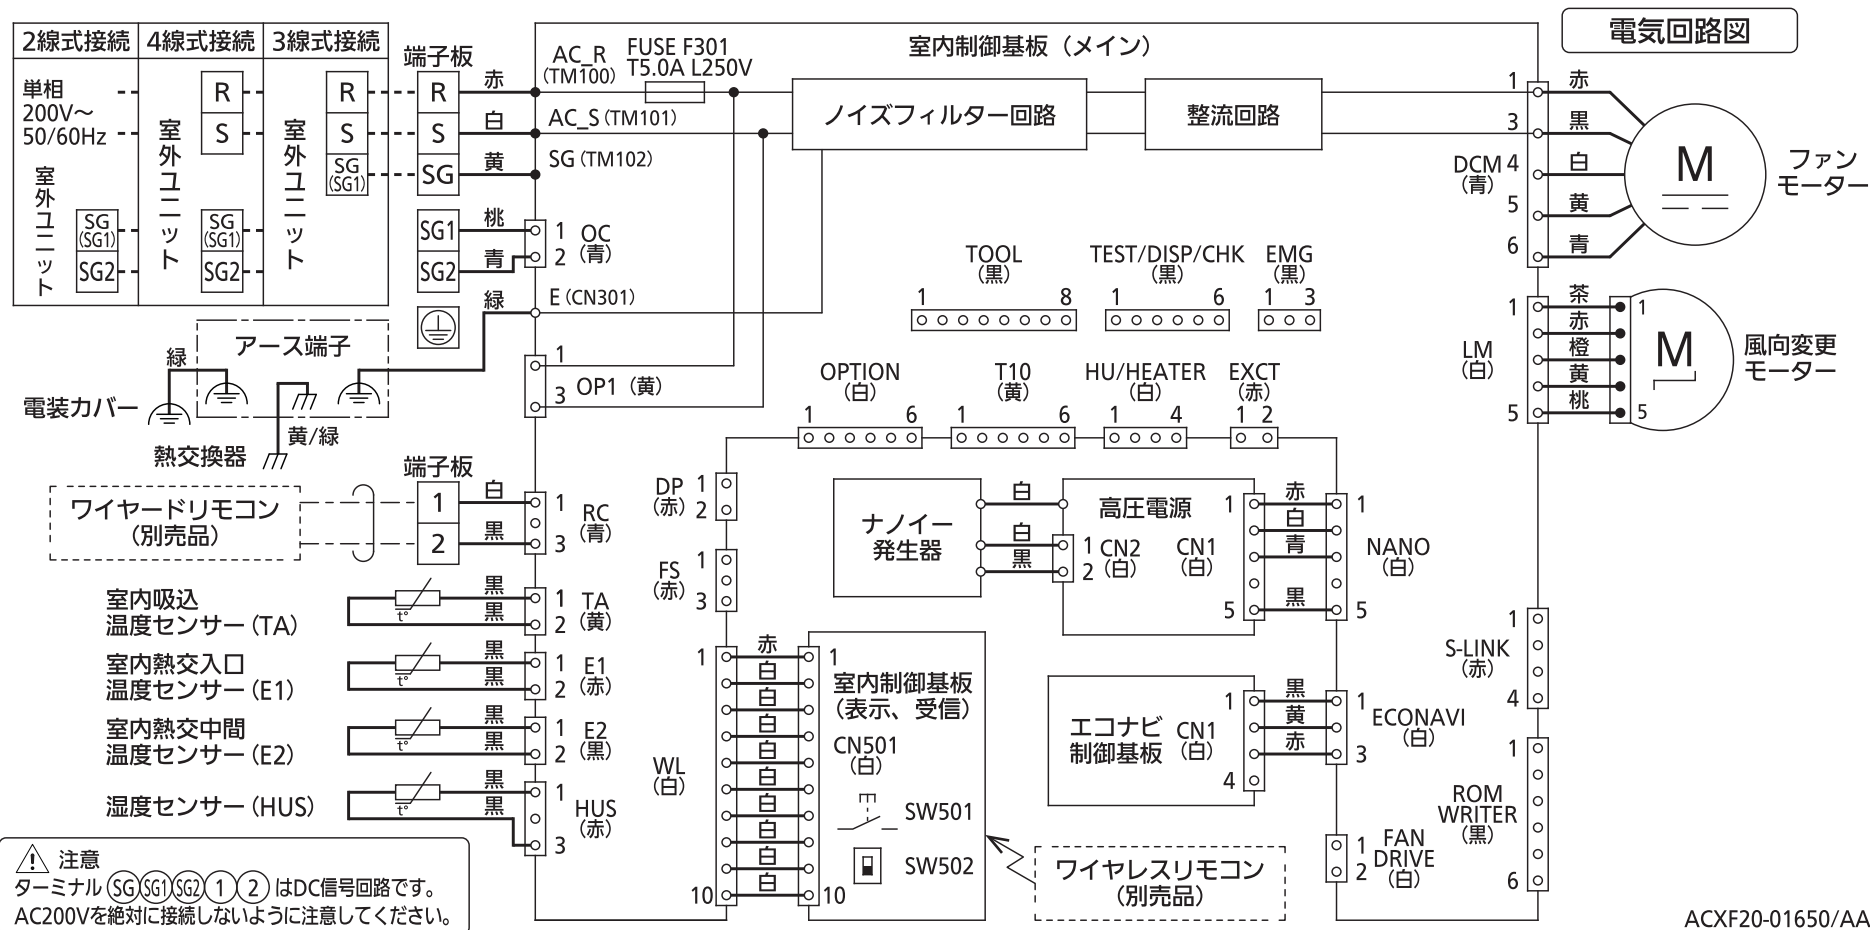 電気回路図
2線式接続 4線式接続 3線式接続
単相
200V～
50/60Hz
室外ユニット
SG
(SG1)
SG2
室外ユニット
R
S
SG
(SG1)
SG2
室外ユニット
R
S
SG
(SG1)
端子板
R
S
SG
SG1
SG2
赤
白
黄
桃
青
緑
アース端子
緑
電装カバー
熱交換器
黄/緑
室内制御基板（メイン）
AC_R
(TM100)
FUSE F301
T5.0A L250V
AC_S (TM101)
SG (TM102)
1
2
OC
(青)
E (CN301)
1
3
OP1 (黄)
ノイズフィルター回路
整流回路
1
3
4
5
6
DCM
(青)
赤
黒
白
黄
青
M
ファン
モーター
1
5
LM
(白)
茶
赤
橙
黄
桃
1
5
M
風向変更
モーター
TOOL
(黒)
1 8
TEST/DISP/CHK
(黒)
1 6
EMG
(黒)
1 3
OPTION
(白)
1 6
T10
(黄)
1 6
HU/HEATER
(白)
1 4
EXCT
(赤)
1 2
ワイヤードリモコン
(別売品)
端子板
1
2
白
黒
1
3
RC
(青)
室内吸込
温度センサー(TA)
t°
黒
黒
1
2
TA
(黄)
室内熱交入口
温度センサー(E1)
t°
黒
黒
1
2
E1
(赤)
室内熱交中間
温度センサー(E2)
t°
黒
黒
1
2
E2
(黒)
湿度センサー(HUS)
t°
黒
黒
1
3
HUS
(赤)
DP
(赤)
1
2
FS
(赤)
1
3
WL
(白)
1
10
赤
白
白
白
白
白
白
白
白
白
1
10
室内制御基板
(表示、受信)
CN501
(白)
SW501
SW502
ワイヤレスリモコン
(別売品)
ナノイー
発生器
白
白
黒
高圧電源
1
2
CN2
(白)
CN1
(白)
1
5
赤
白
青
黒
1
5
NANO
(白)
エコナビ
制御基板
CN1
(白)
1
4
黒
黄
赤
1
3
ECONAVI
(白)
1
2
FAN
DRIVE
(白)
S-LINK
(赤)
1
4
ROM
WRITER
(黒)
1
6
注意
ターミナル SG SG1 SG2 1 2 はDC信号回路です。
AC200Vを絶対に接続しないように注意してください。
ACXF20-01650/AA